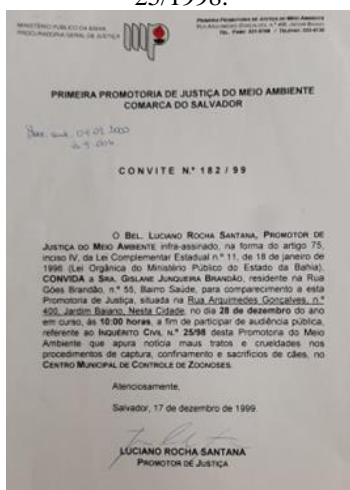 25/1998.
MINISTÉRIO PÚBLICO DA BAHIA
PROCURADORIA GERAL DE JUSTIÇA
PRIMEIRA PROMOTORIA DE JUSTIÇA DO MEIO AMBIENTE
PRIMEIRA PROMOTORIA DE JUSTIÇA DO MEIO AMBIENTE
COMARCA DO SALVADOR
CONVITE N.º 182 / 99
O BEL. LUCIANO ROCHA SANTANA, PROMOTOR DE
JUSTIÇA DO MEIO AMBIENTE infra-assinado, na forma do artigo 75,
inciso IV, da Lei Complementar Estadual n.º 11, de 18 de janeiro de
1996 (Lei Orgânica do Ministério Público do Estado da Bahia),
CONVIDA a SRA. GISLANE JUNQUEIRA BRANDÃO, residente na Rua
Góes Brandão, n.º 55, Bairro Saúde, para comparecimento a esta
Promotoria de Justiça, situada na Rua Arquimedes Gonçalves, n.º
400, Jardim Baiano, Nesta Cidade, no dia 28 de dezembro do ano
em curso, às 10:00 horas, a fim de participar de audiência pública,
referente ao INQUÉRITO CIVIL N.º 25/98 desta Promotoria do Meio
Ambiente que apura notícia maus tratos e crueldades nos
procedimentos de captura, confinamento e sacrifícios de cães, no
CENTRO MUNICIPAL DE CONTROLE DE ZOONOSES.
Atenciosamente,
Salvador, 17 de dezembro de 1999.
LUCIANO ROCHA SANTANA
PROMOTOR DE JUSTIÇA